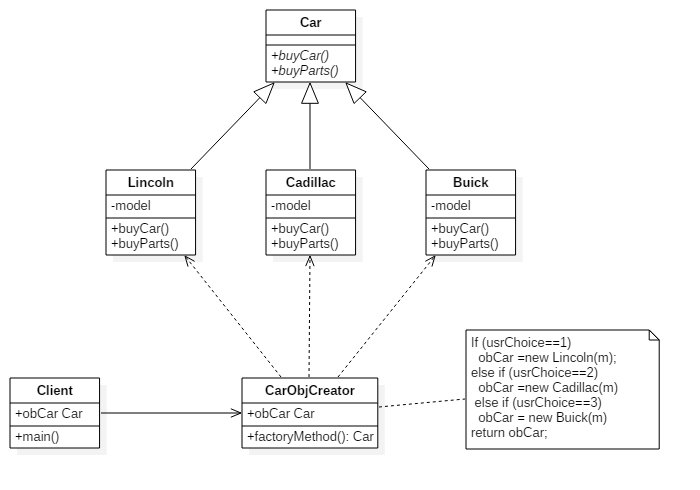 Car
+buyCar()
+buyParts()
Lincoln
-model
+buyCar()
+buyParts()
Cadillac
-model
+buyCar()
+buyParts()
Buick
-model
+buyCar()
+buyParts()
Client
+obCar Car
+main()
CarObjCreator
+obCar Car
+factoryMethod(): Car
If (usrChoice==1)
obCar =new Lincoln(m);
else if (usrChoice==2)
obCar =new Cadillac(m)
else if (usrChoice==3)
obCar = new Buick(m)
return obCar;